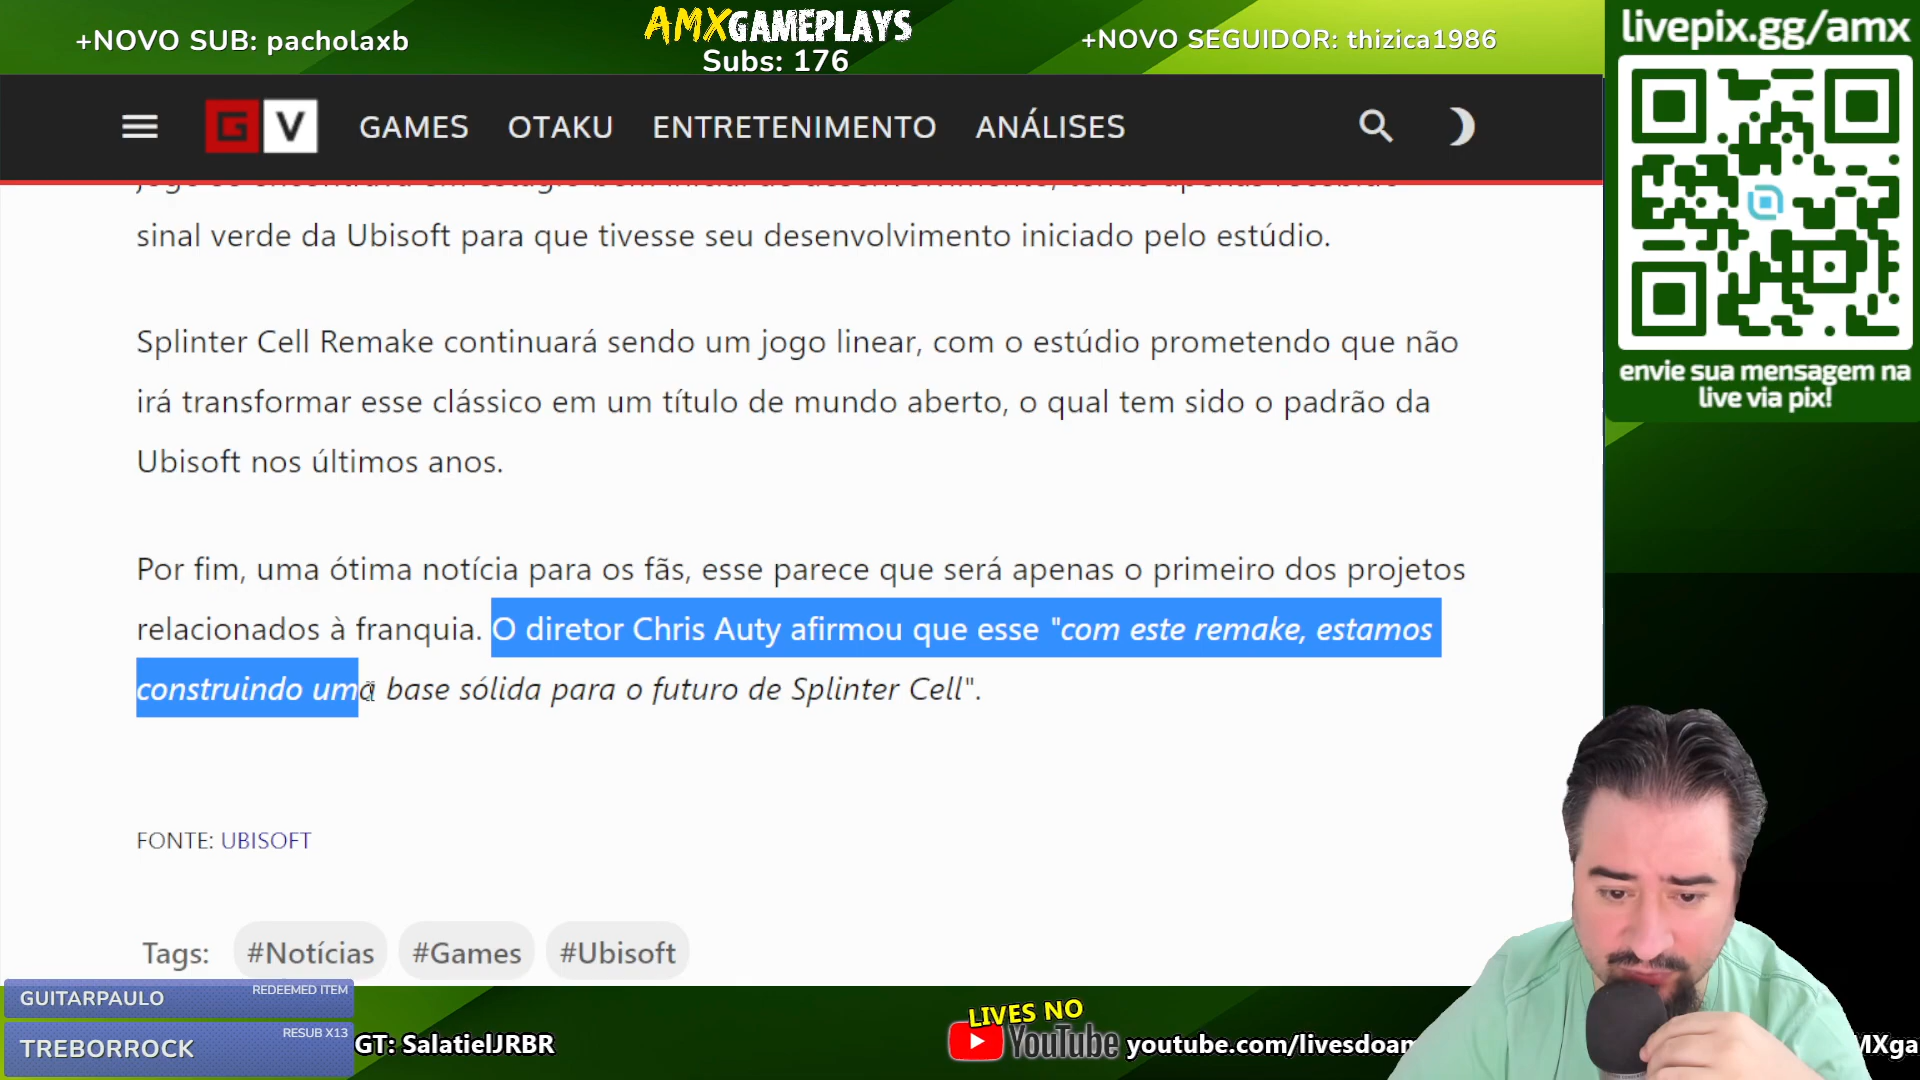 +NOVO SUB: pacholaxb
AMXGAMEPLAYS
Subs: 176
+NOVO SEGUIDOR: thizica1986
livepix.gg/amx
envie sua mensagem na
live via pix!
G V GAMES OTAKU ENTRETENIMENTO ANÁLISES
sinal verde da Ubisoft para que tivesse seu desenvolvimento iniciado pelo estúdio.
Splinter Cell Remake continuará sendo um jogo linear, com o estúdio prometendo que não
irá transformar esse clássico em um título de mundo aberto, o qual tem sido o padrão da
Ubisoft nos últimos anos.
Por fim, uma ótima notícia para os fãs, esse parece que será apenas o primeiro dos projetos
relacionados à franquia. O diretor Chris Auty afirmou que esse "com este remake, estamos
construindo uma base sólida para o futuro de Splinter Cell".
FONTE: UBISOFT
Tags: #Notícias #Games #Ubisoft
GUITARPAULO REDEEMED ITEM
TREBORROCK RESUB X13
GT: SalatielJRBR
LIVES NO
YouTube youtube.com/livesdoam
MXga